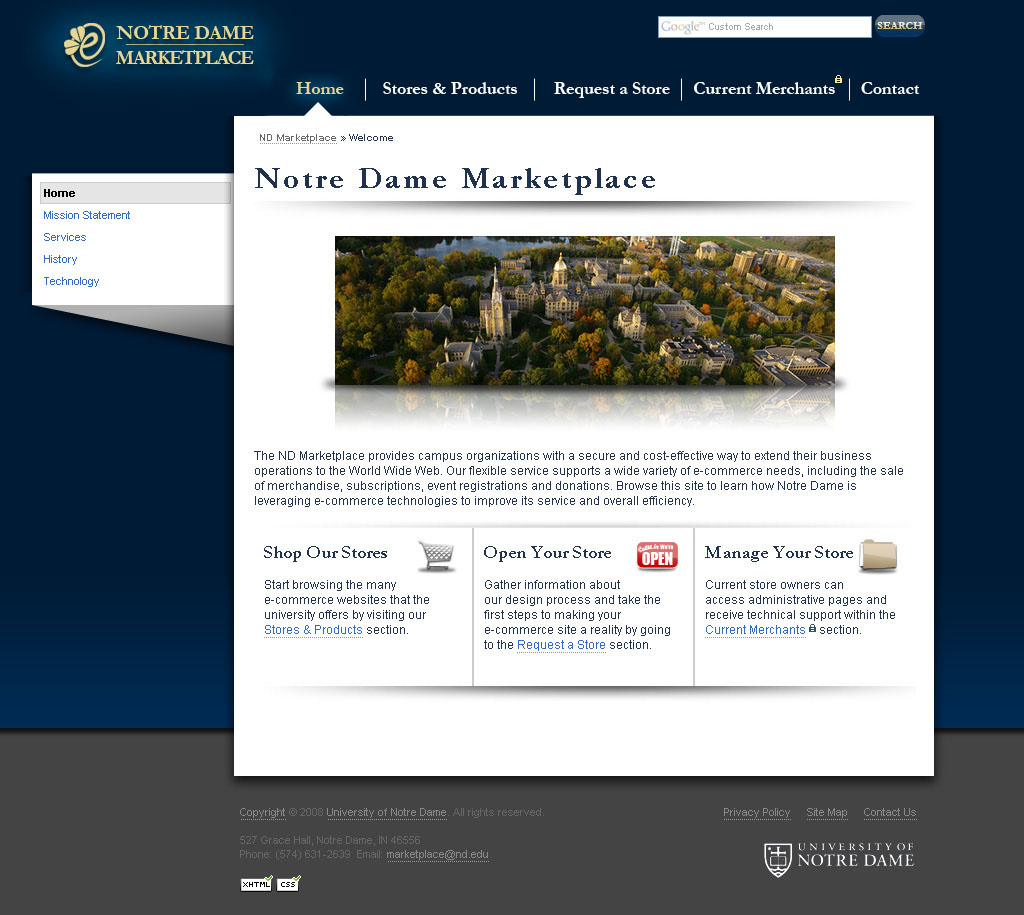 NOTRE DAME
MARKETPLACE
Google™ Custom Search
SEARCH
Home
Stores & Products
Request a Store
Current Merchants
Contact
ND Marketplace » Welcome
Notre Dame Marketplace
Home
Mission Statement
Services
History
Technology
The ND Marketplace provides campus organizations with a secure and cost-effective way to extend their business
operations to the World Wide Web. Our flexible service supports a wide variety of e-commerce needs, including the sale
of merchandise, subscriptions, event registrations and donations. Browse this site to learn how Notre Dame is
leveraging e-commerce technologies to improve its service and overall efficiency.
Shop Our Stores
Start browsing the many
e-commerce websites that the
university offers by visiting our
Stores & Products section.
Open Your Store
COME IN WE'RE
OPEN
Gather information about
our design process and take the
first steps to making your
e-commerce site a reality by going
to the Request a Store section.
Manage Your Store
Current store owners can
access administrative pages and
receive technical support within the
Current Merchants section.
Copyright © 2008 University of Notre Dame. All rights reserved.
Privacy Policy
Site Map
Contact Us
527 Grace Hall, Notre Dame, IN 46556
Phone: (574) 631-2639 Email: marketplace@nd.edu
XHTML
CSS
UNIVERSITY OF
NOTRE DAME